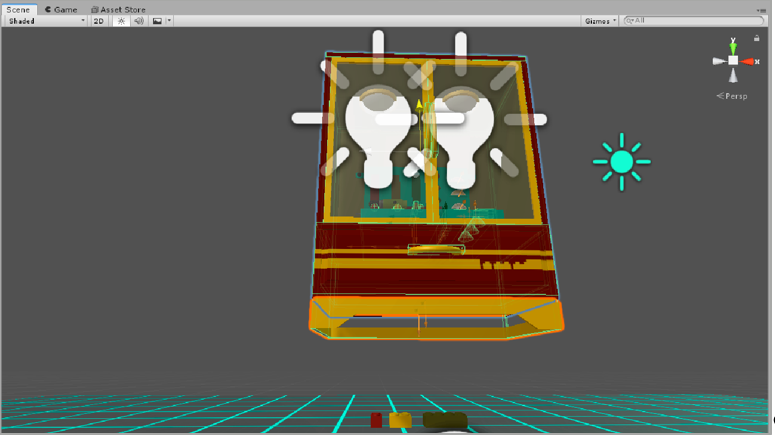 Scene Game Asset Store
Shaded 2D Gizmos All
y
x
Persp